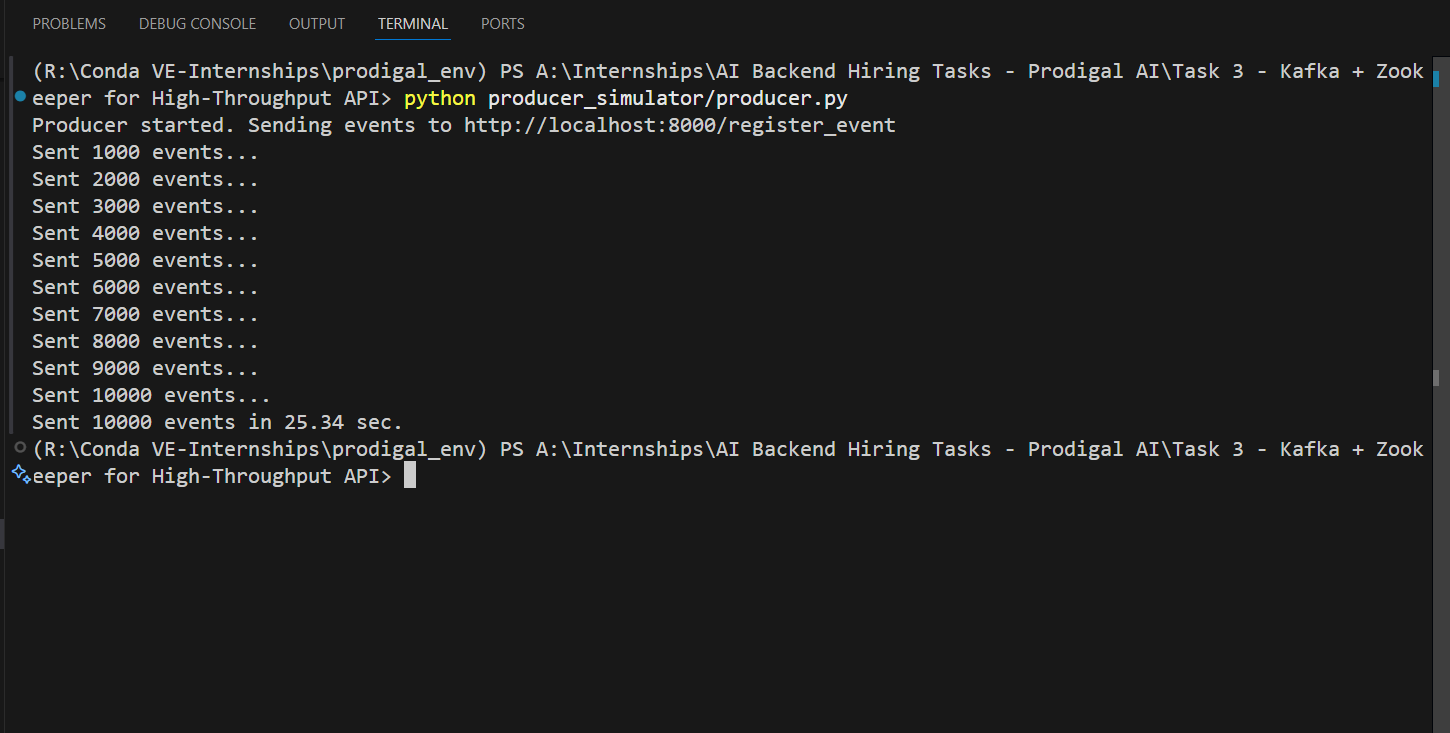 PROBLEMS DEBUG CONSOLE OUTPUT TERMINAL PORTS
(R:\Conda VE-Internships\prodigal_env) PS A:\Internships\AI Backend Hiring Tasks - Prodigal AI\Task 3 - Kafka + Zook
eeper for High-Throughput API> python producer_simulator/producer.py
Producer started. Sending events to http://localhost:8000/register_event
Sent 1000 events...
Sent 2000 events...
Sent 3000 events...
Sent 4000 events...
Sent 5000 events...
Sent 6000 events...
Sent 7000 events...
Sent 8000 events...
Sent 9000 events...
Sent 10000 events...
Sent 10000 events in 25.34 sec.
(R:\Conda VE-Internships\prodigal_env) PS A:\Internships\AI Backend Hiring Tasks - Prodigal AI\Task 3 - Kafka + Zook
eeper for High-Throughput API>